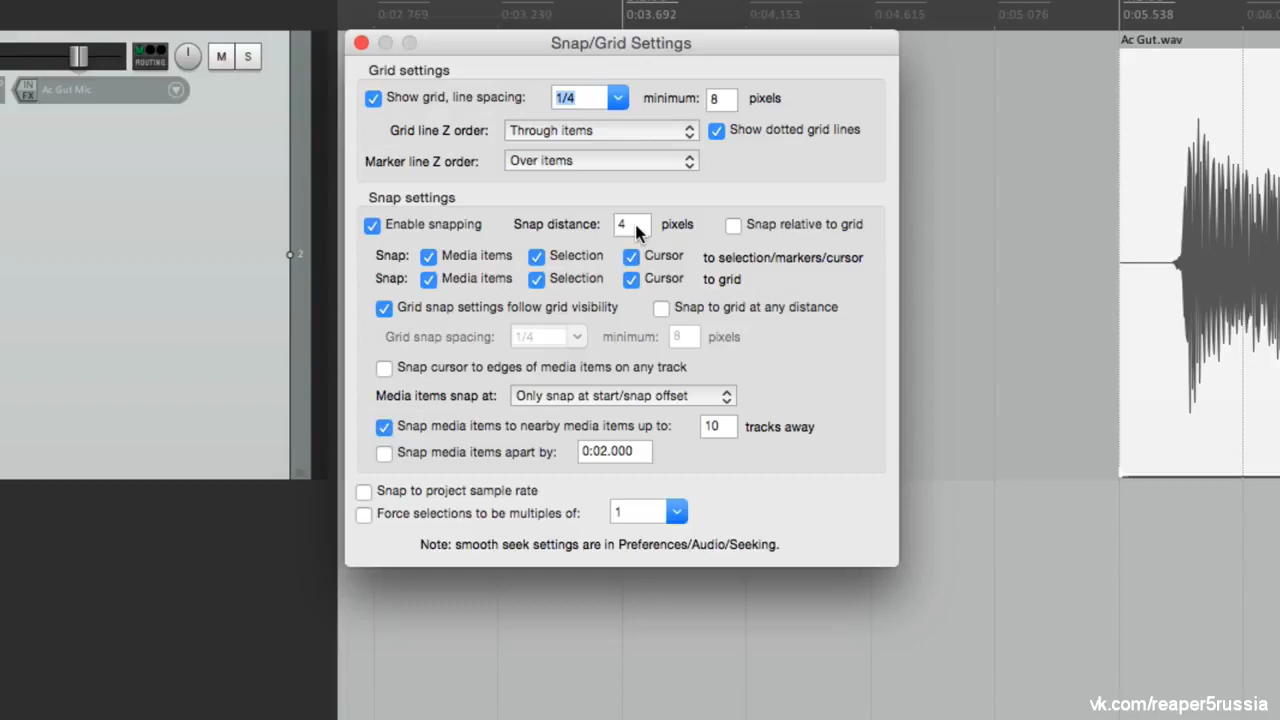 0:02 769 0:03.230 0:03.692 0:04,153 0:04.615 0:05 076 0:05.538
Snap/Grid Settings
Ac Gut.wav
ROUTING M S
IN FX Ac Gut Mic
Grid settings
Show grid, line spacing: 1/4 minimum: 8 pixels
Grid line Z order: Through items Show dotted grid lines
Marker line Z order: Over items
Snap settings
Enable snapping Snap distance: 4 pixels Snap relative to grid
Snap: Media items Selection Cursor to selection/markers/cursor
2
Snap: Media items Selection Cursor to grid
Grid snap settings follow grid visibility Snap to grid at any distance
Grid snap spacing: 1/4 minimum: 8 pixels
Snap cursor to edges of media items on any track
Media items snap at: Only snap at start/snap offset
Snap media items to nearby media items up to: 10 tracks away
Snap media items apart by: 0:02.000
Snap to project sample rate
Force selections to be multiples of: 1
Note: smooth seek settings are in Preferences/Audio/Seeking.
vk.com/reaper5russia